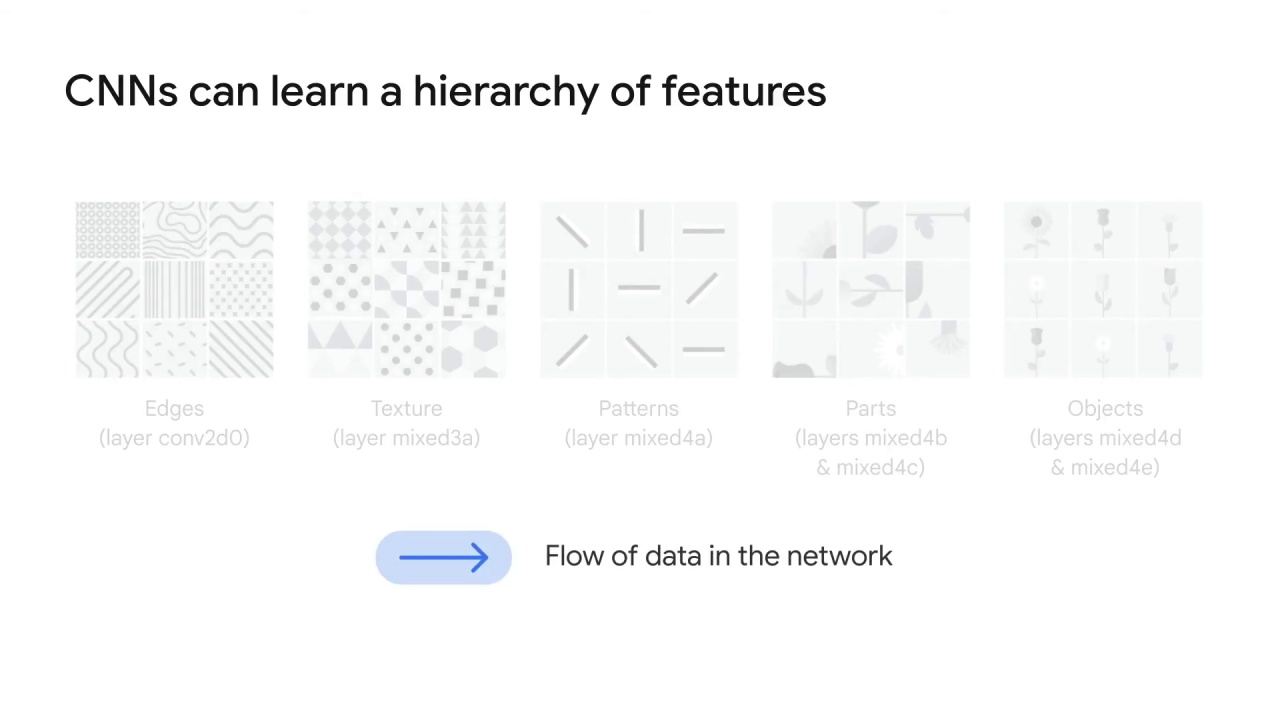 CNNs can learn a hierarchy of features
Edges
(layer conv2d0)
Texture
(layer mixed3a)
Patterns
(layer mixed4a)
Parts
(layers mixed4b
& mixed4c)
Objects
(layers mixed4d
& mixed4e)
Flow of data in the network